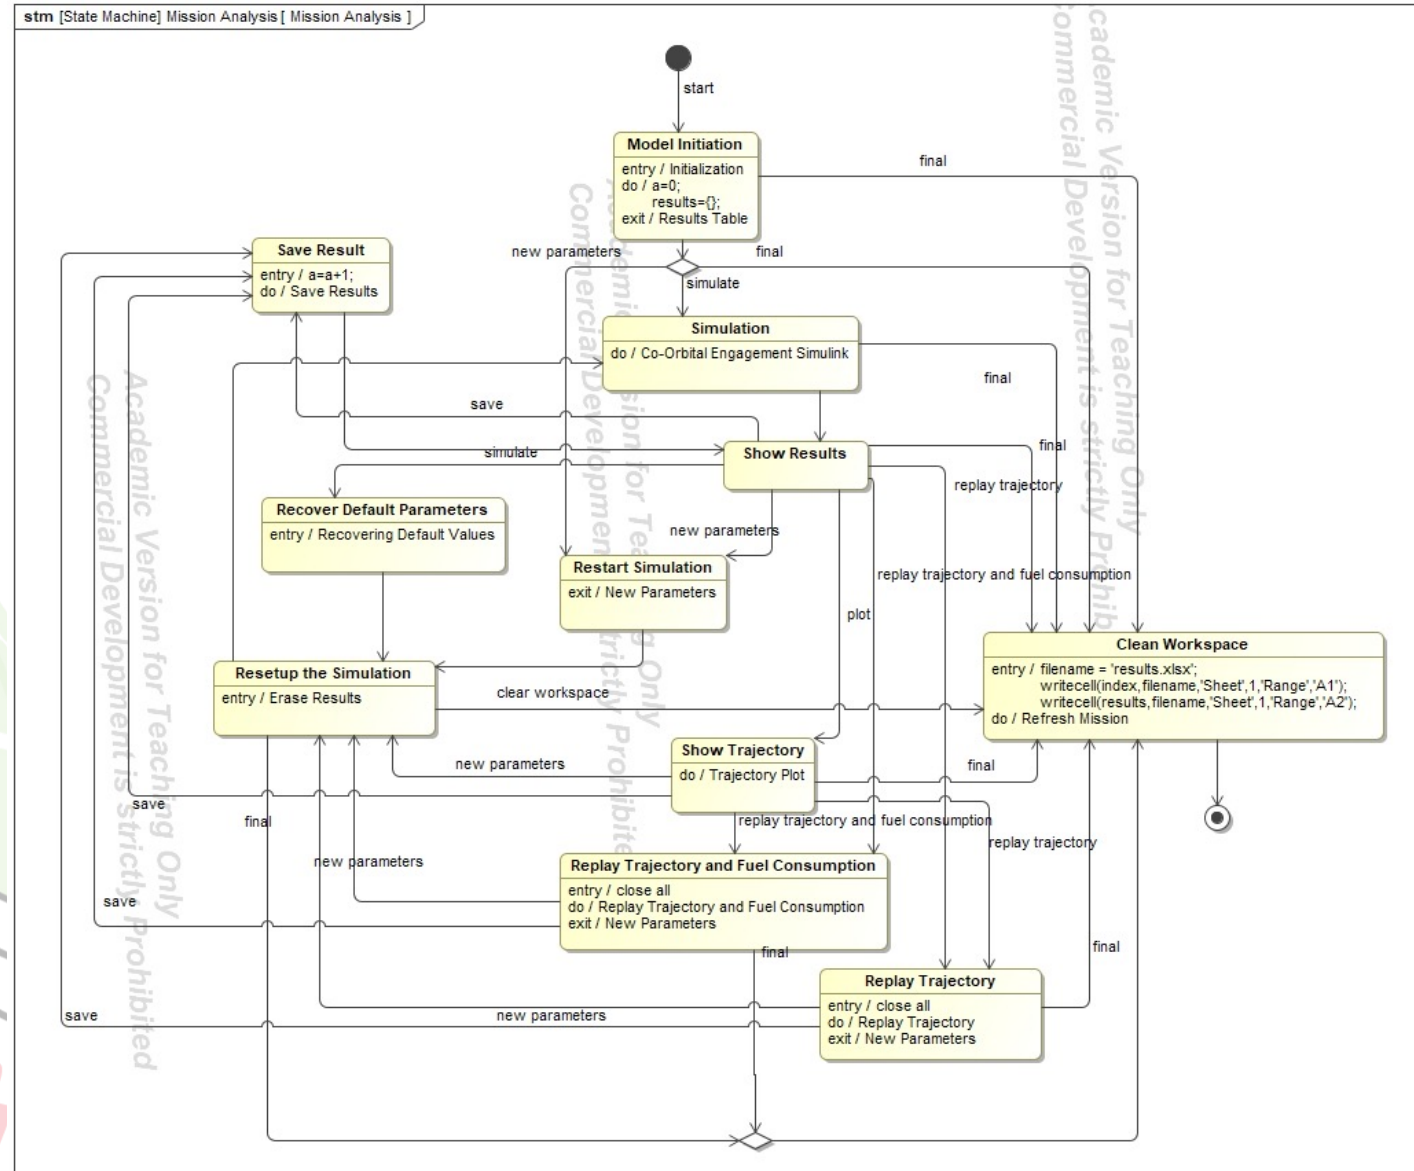 stm [State Machine] Mission Analysis [ Mission Analysis ]
start
Model Initiation
entry / Initialization
do / a=0;
results={};
exit / Results Table
final
new parameters
final
simulate
Save Result
entry / a=a+1;
do / Save Results
Simulation
do / Co-Orbital Engagement Simulink
final
save
final
simulate
Show Results
replay trajectory
Recover Default Parameters
entry / Recovering Default Values
new parameters
Restart Simulation
exit / New Parameters
replay trajectory and fuel consumption
plot
Clean Workspace
entry / filename = 'results.xlsx';
writecell(index,filename,'Sheet',1,'Range','A1');
writecell(results,filename,'Sheet',1,'Range','A2');
do / Refresh Mission
Resetup the Simulation
entry / Erase Results
clear workspace
Show Trajectory
do / Trajectory Plot
new parameters
final
save
final
replay trajectory and fuel consumption
replay trajectory
new parameters
Replay Trajectory and Fuel Consumption
entry / close all
do / Replay Trajectory and Fuel Consumption
exit / New Parameters
save
final
final
Replay Trajectory
entry / close all
do / Replay Trajectory
exit / New Parameters
save
new parameters
Academic Version for Teaching Only
Commercial Development is strictly Prohibited